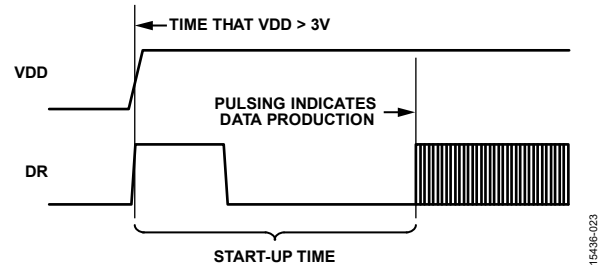 TIME THAT VDD > 3V
VDD
PULSING INDICATES
DATA PRODUCTION
DR
START-UP TIME
15436-023